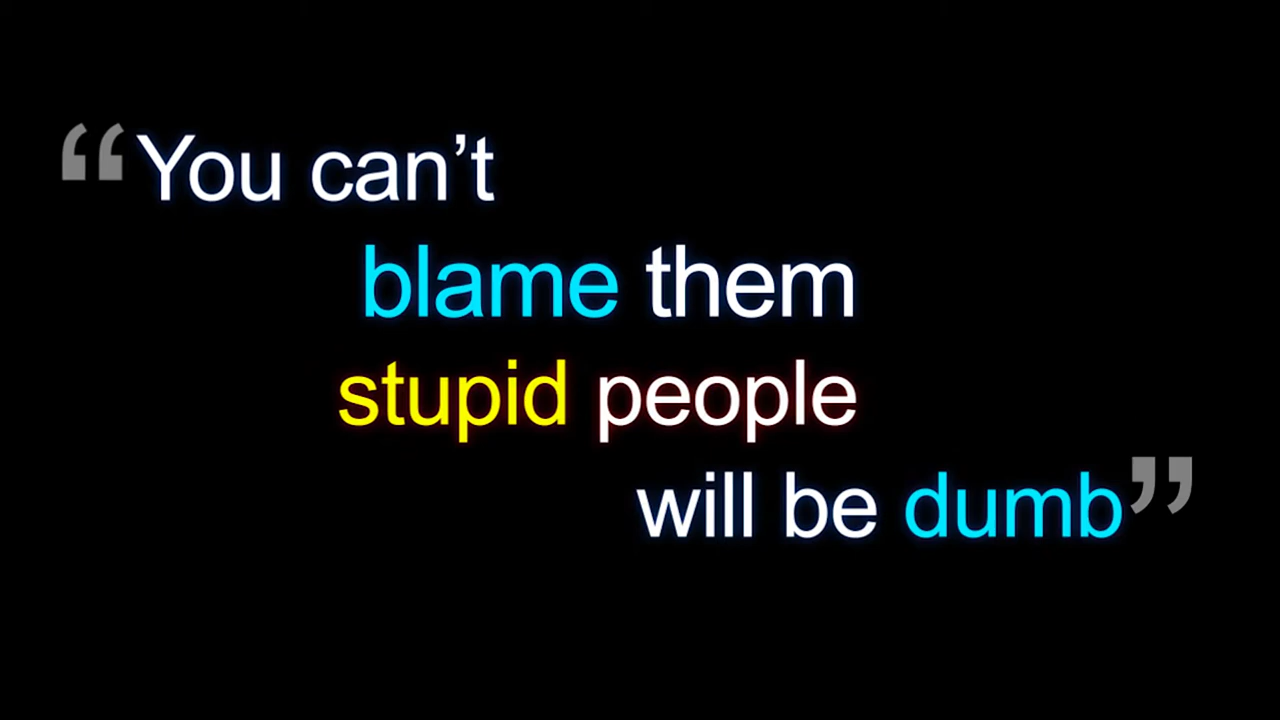 “You can’t
blame them
stupid people
will be dumb”